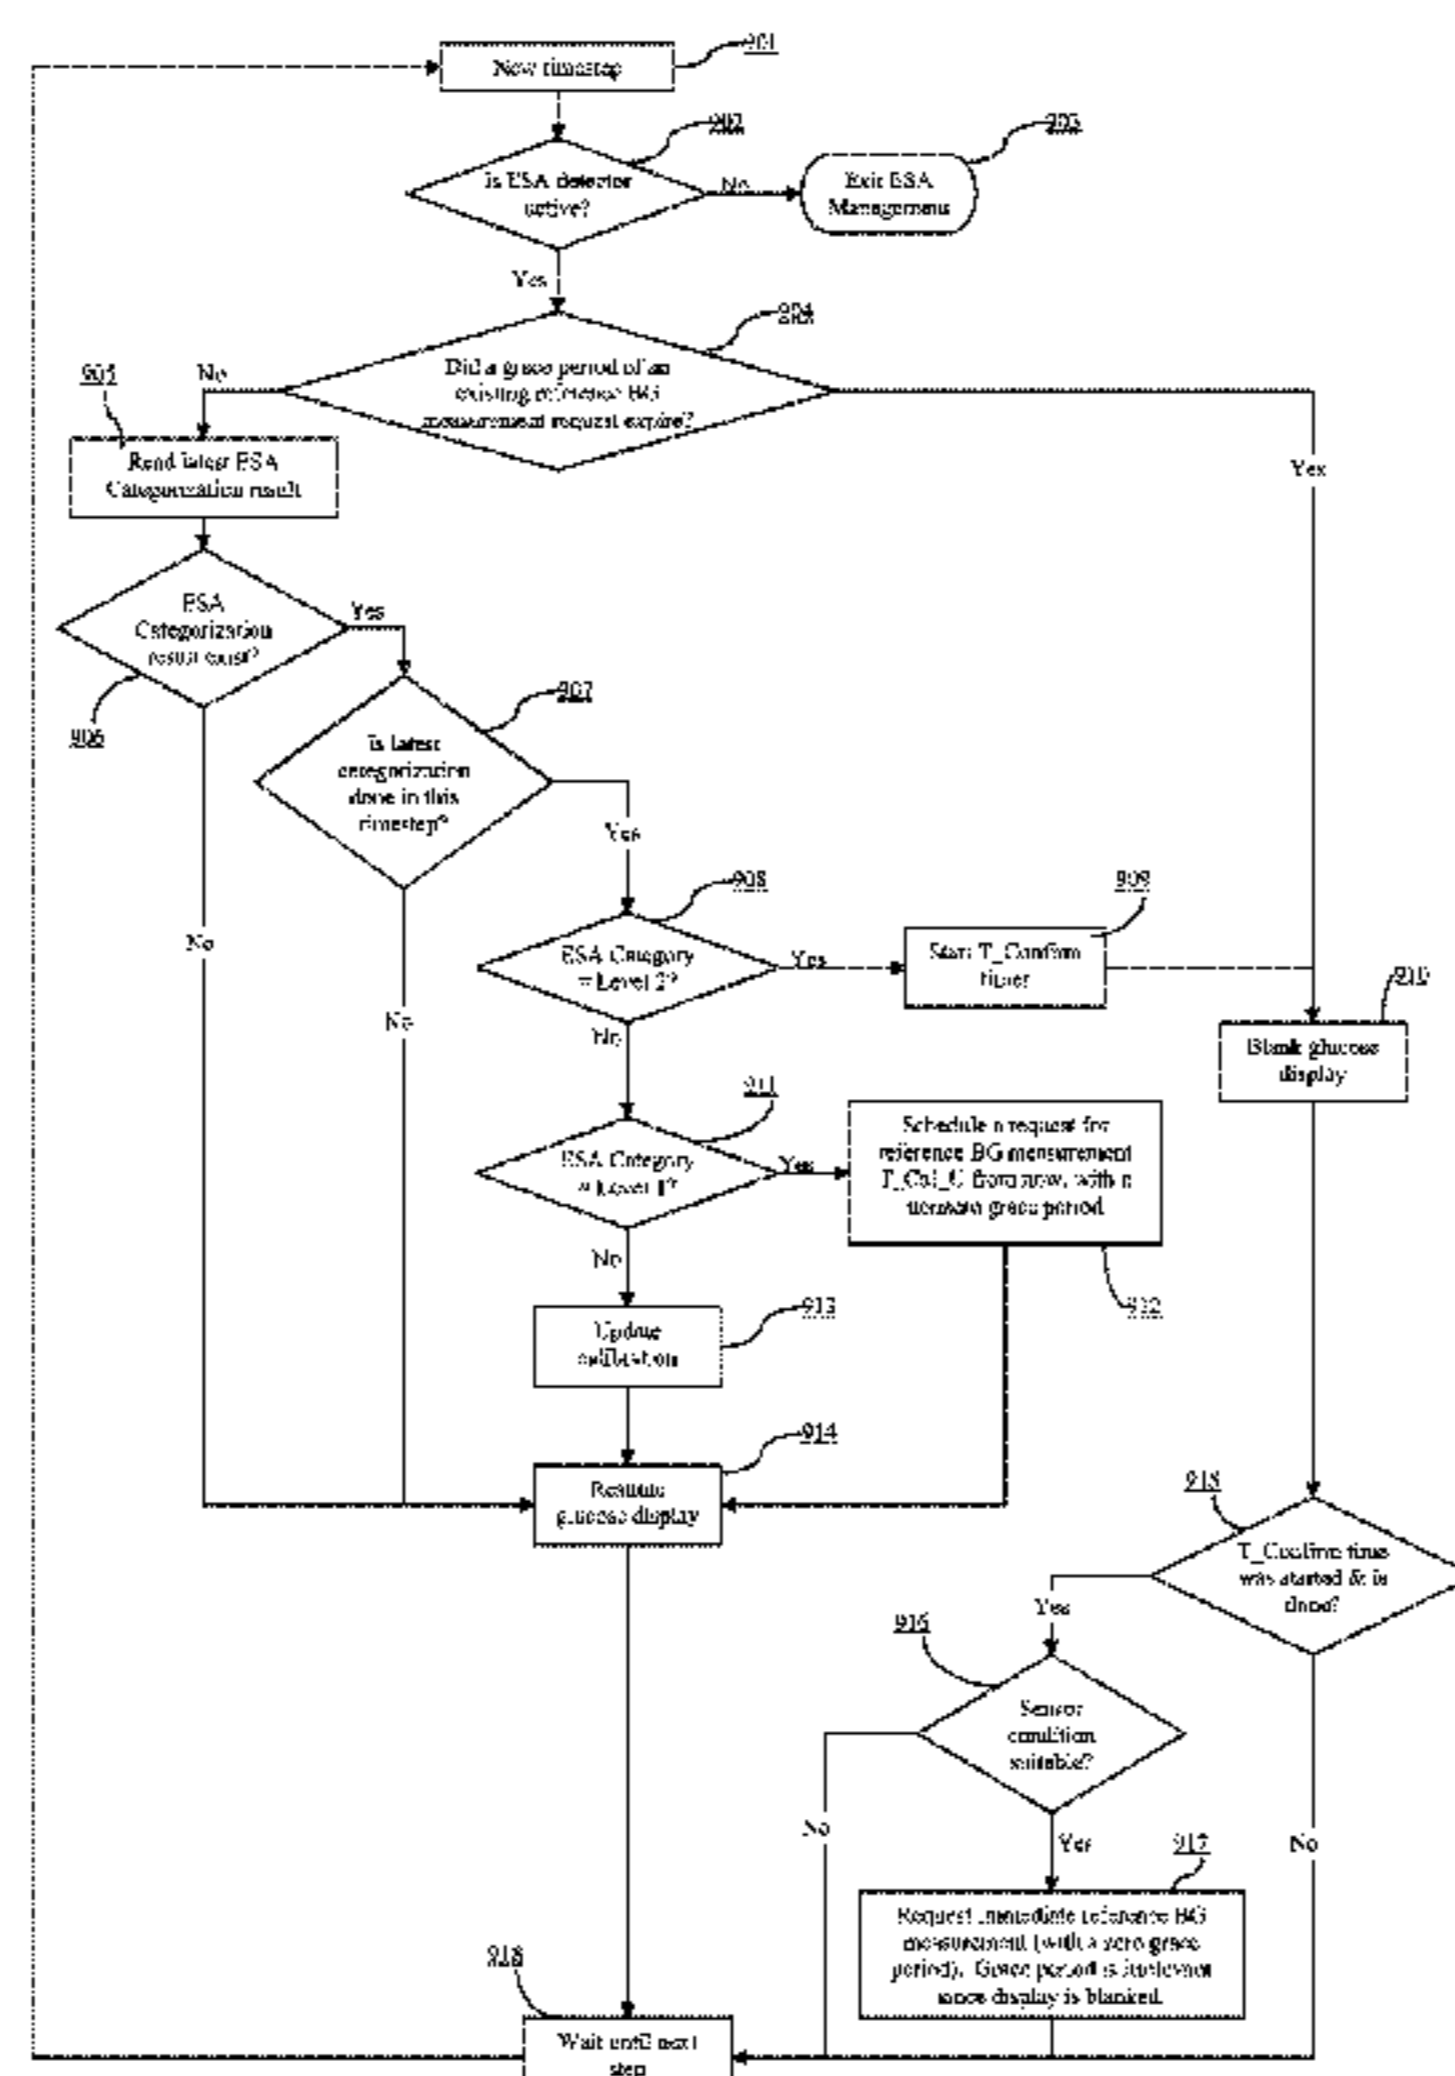 901
New timestep
902
Is ESA detector
active?
No
903
Exit ESA
Management
Yes
904
Did a grace period of an
existing reference BG
measurement request expire?
No
Yes
905
Read latest ESA
Categorization result
ESA
Categorization
result exist?
Yes
906
907
Is latest
categorization
done in this
timestep?
Yes
No
No
908
ESA Category
= Level 2?
Yes
909
Start T_Confirm
timer
910
Blank glucose
display
No
911
ESA Category
= Level 1?
Yes
Schedule a request for
reference BG measurement
from now, with a
grace period
912
No
913
Update
calibration
914
Resume
glucose display
915
T_Confirm time
was started & is
done?
Yes
No
916
Sensor
condition
suitable?
No
Yes
917
Request immediate reference BG
measurement (with a zero grace
period). Grace period is irrelevant
since display is blanked.
918
Wait until next
step